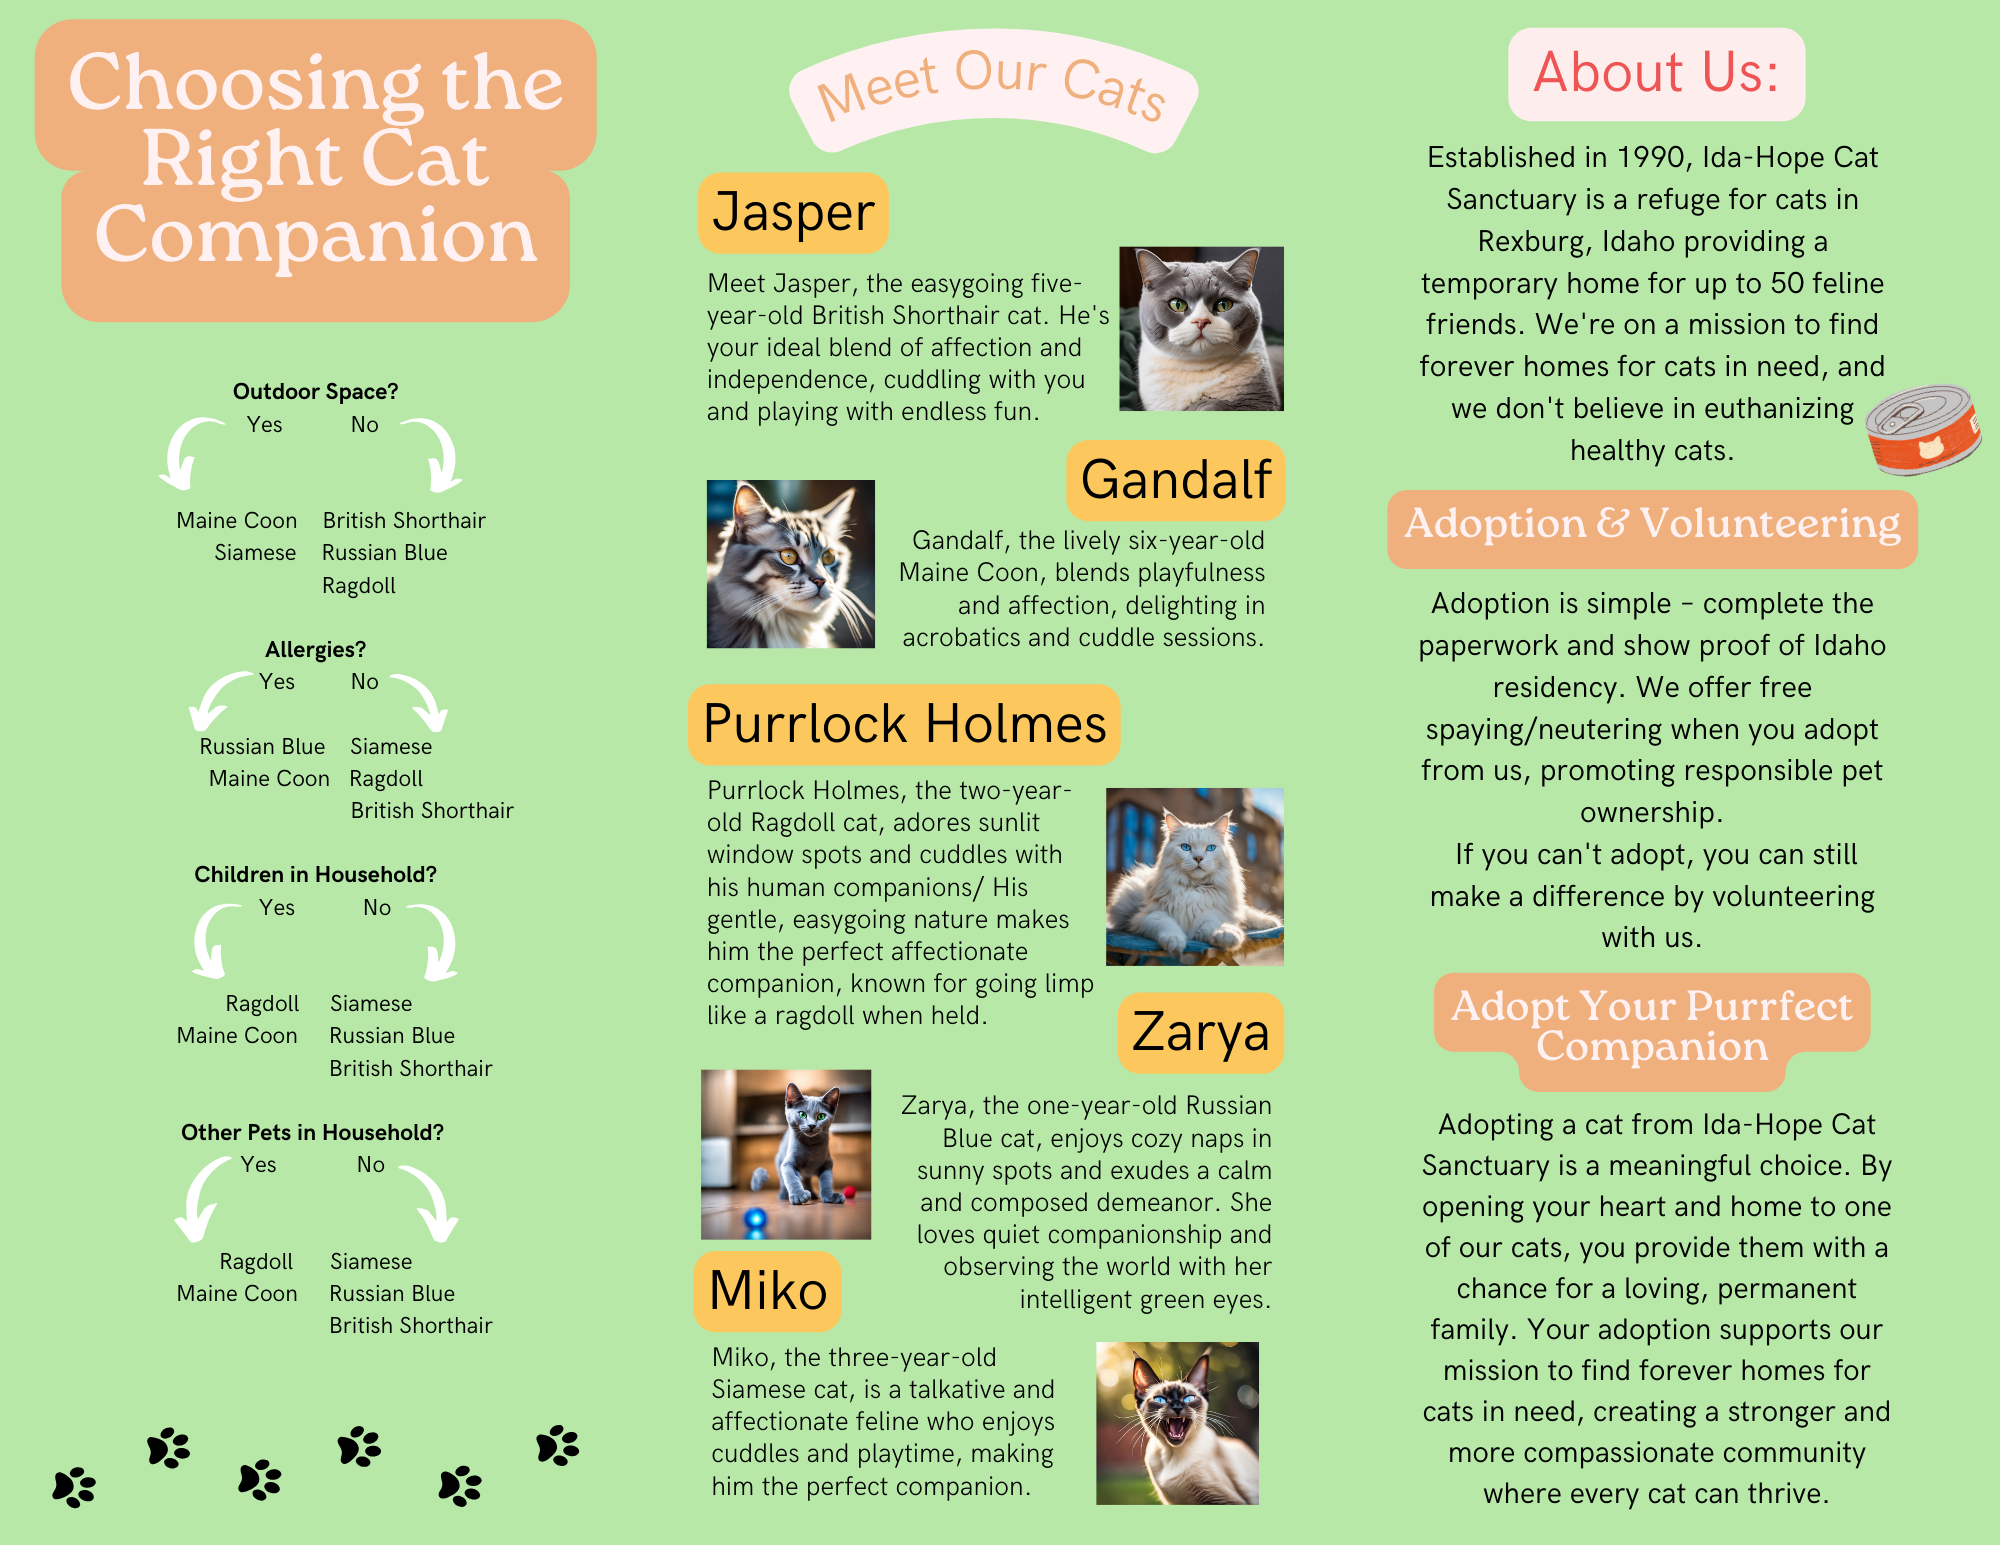 Choosing the
Right Cat
Companion
Outdoor Space?
Yes No
Maine Coon British Shorthair
Siamese Russian Blue
Ragdoll
Allergies?
Yes No
Russian Blue Siamese
Maine Coon Ragdoll
British Shorthair
Children in Household?
Yes No
Ragdoll Siamese
Maine Coon Russian Blue
British Shorthair
Other Pets in Household?
Yes No
Ragdoll Siamese
Maine Coon Russian Blue
British Shorthair
Meet Our Cats
Jasper
Meet Jasper, the easygoing five-
year-old British Shorthair cat. He's
your ideal blend of affection and
independence, cuddling with you
and playing with endless fun.
Gandalf
Gandalf, the lively six-year-old
Maine Coon, blends playfulness
and affection, delighting in
acrobatics and cuddle sessions.
Purrlock Holmes
Purrlock Holmes, the two-year-
old Ragdoll cat, adores sunlit
window spots and cuddles with
his human companions/ His
gentle, easygoing nature makes
him the perfect affectionate
companion, known for going limp
like a ragdoll when held.
Zarya
Zarya, the one-year-old Russian
Blue cat, enjoys cozy naps in
sunny spots and exudes a calm
and composed demeanor. She
loves quiet companionship and
observing the world with her
intelligent green eyes.
Miko
Miko, the three-year-old
Siamese cat, is a talkative and
affectionate feline who enjoys
cuddles and playtime, making
him the perfect companion.
About Us:
Established in 1990, Ida-Hope Cat
Sanctuary is a refuge for cats in
Rexburg, Idaho providing a
temporary home for up to 50 feline
friends. We're on a mission to find
forever homes for cats in need, and
we don't believe in euthanizing
healthy cats.
Adoption & Volunteering
Adoption is simple – complete the
paperwork and show proof of Idaho
residency. We offer free
spaying/neutering when you adopt
from us, promoting responsible pet
ownership.
If you can't adopt, you can still
make a difference by volunteering
with us.
Adopt Your Purrfect
Companion
Adopting a cat from Ida-Hope Cat
Sanctuary is a meaningful choice. By
opening your heart and home to one
of our cats, you provide them with a
chance for a loving, permanent
family. Your adoption supports our
mission to find forever homes for
cats in need, creating a stronger and
more compassionate community
where every cat can thrive.